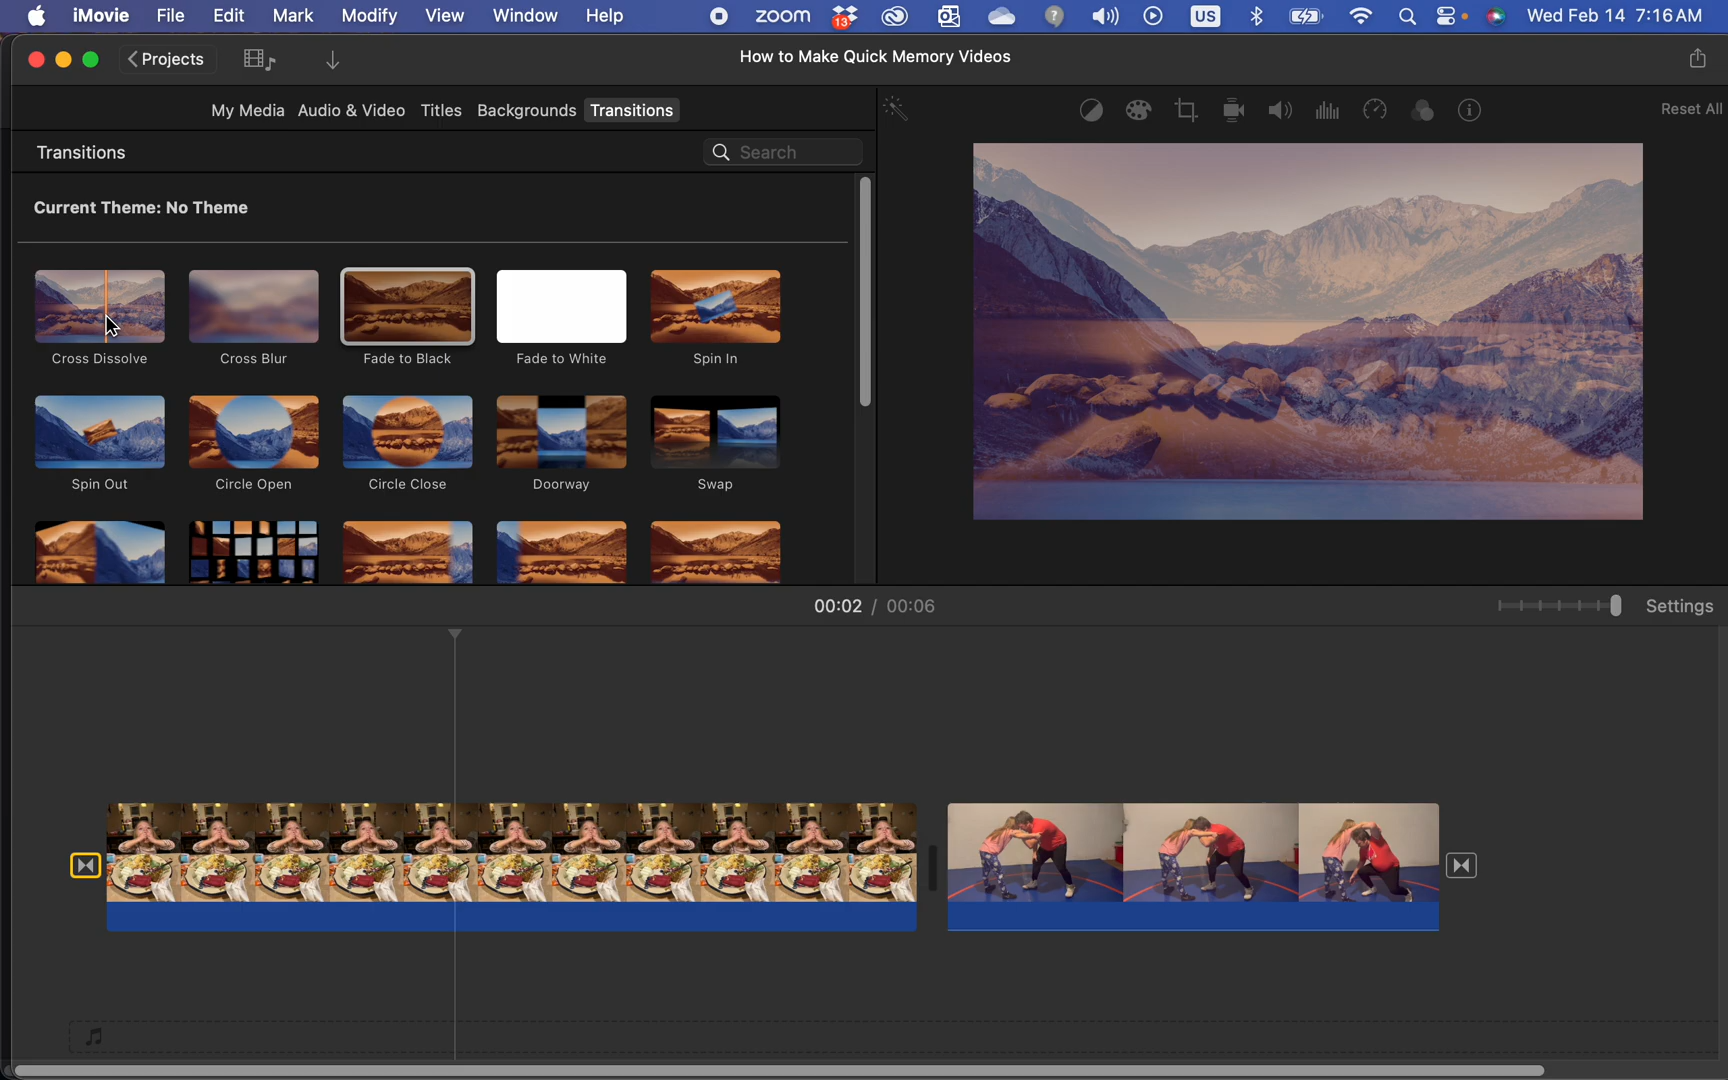 iMovie File Edit Mark Modify View Window Help zoom 13 US Wed Feb 14 7:16 AM
Projects How to Make Quick Memory Videos
My Media Audio & Video Titles Backgrounds Transitions Reset All
Transitions Search
Current Theme: No Theme
Cross Dissolve Cross Blur Fade to Black Fade to White Spin In
Spin Out Circle Open Circle Close Doorway Swap
00:02 / 00:06 Settings